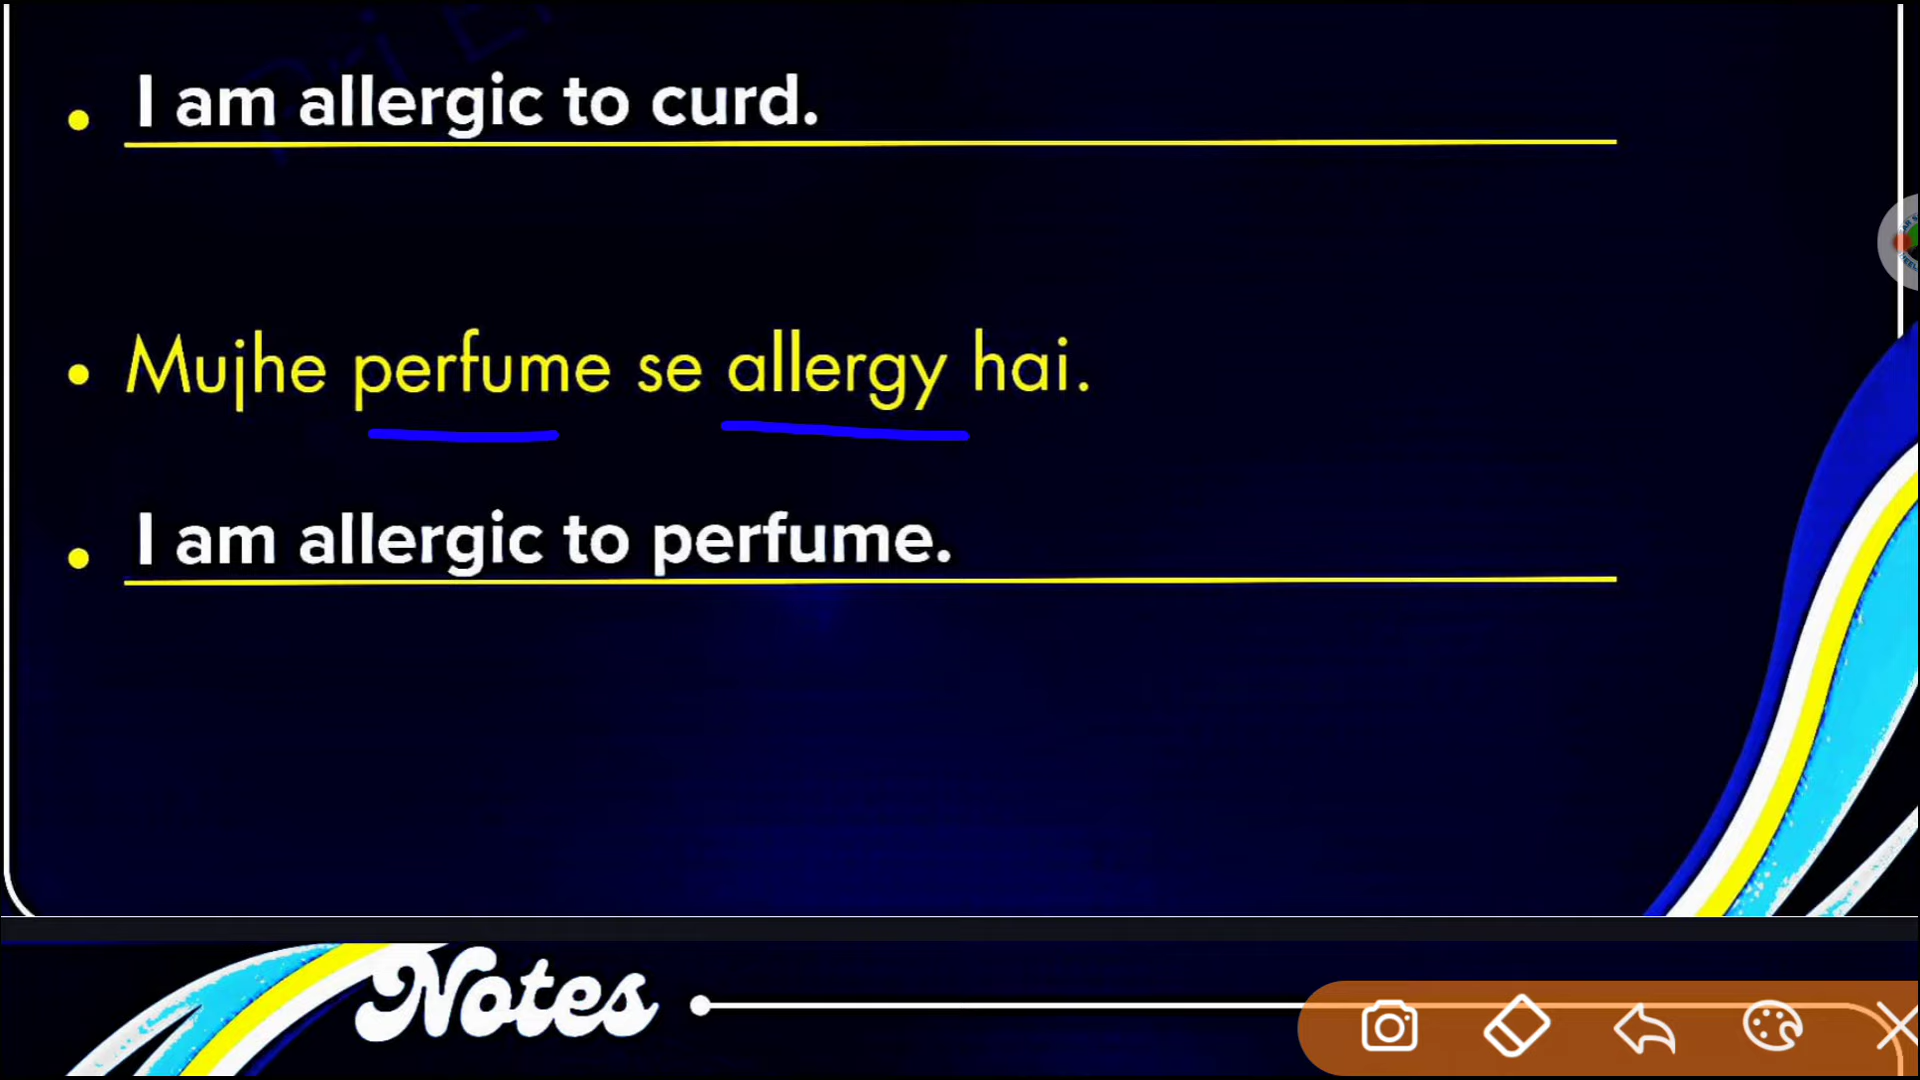 I am allergic to curd.
Mujhe perfume se allergy hai.
I am allergic to perfume.
Notes